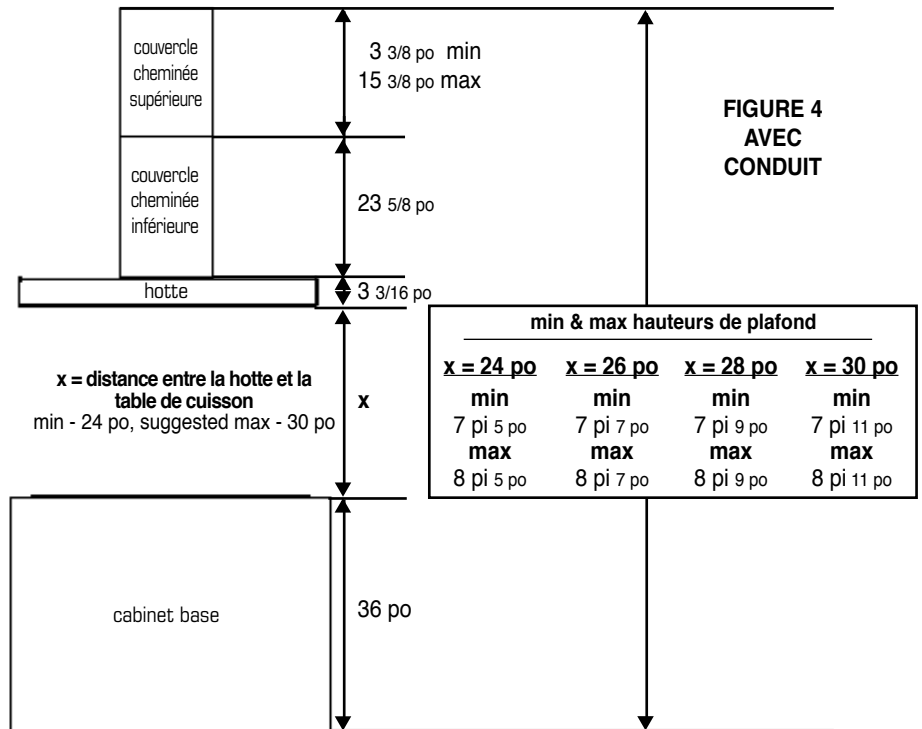 couvercle
cheminée
supérieure
3 3/8 po min
15 3/8 po max
FIGURE 4
AVEC
CONDUIT
couvercle
cheminée
inférieure
23 5/8 po
hotte
3 3/16 po
x = distance entre la hotte et la
table de cuisson
min - 24 po, suggested max - 30 po
x
min & max hauteurs de plafond
x = 24 po x = 26 po x = 28 po x = 30 po
min min min min
7 pi 5 po 7 pi 7 po 7 pi 9 po 7 pi 11 po
max max max max
8 pi 5 po 8 pi 7 po 8 pi 9 po 8 pi 11 po
cabinet base
36 po